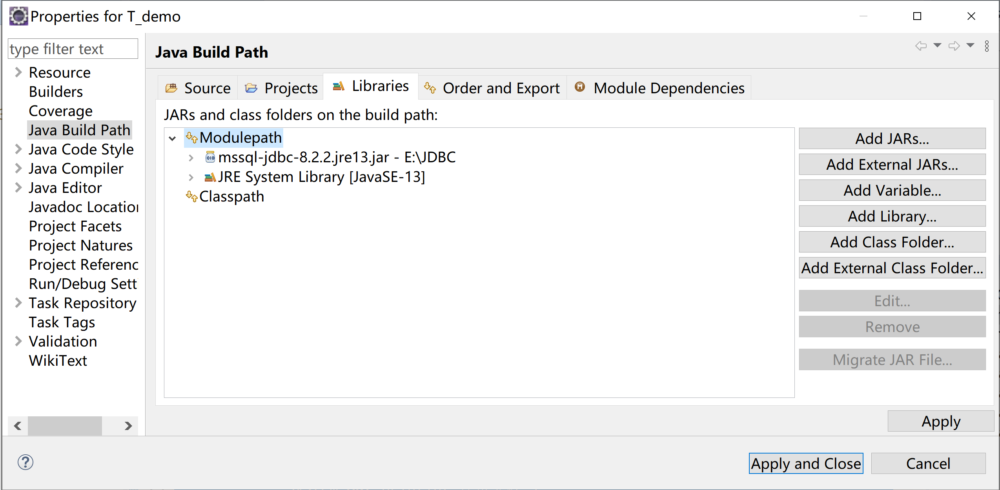 Properties for T_demo
type filter text
Resource
Builders
Coverage
Java Build Path
Java Code Style
Java Compiler
Java Editor
Javadoc Location
Project Facets
Project Natures
Project Referenc
Run/Debug Sett
Task Repository
Task Tags
Validation
WikiText
Java Build Path
Source Projects Libraries Order and Export Module Dependencies
JARs and class folders on the build path:
Modulepath
mssql-jdbc-8.2.2.jre13.jar - E:\JDBC
JRE System Library [JavaSE-13]
Classpath
Add JARs...
Add External JARs...
Add Variable...
Add Library...
Add Class Folder...
Add External Class Folder...
Edit...
Remove
Migrate JAR File...
Apply
Apply and Close Cancel